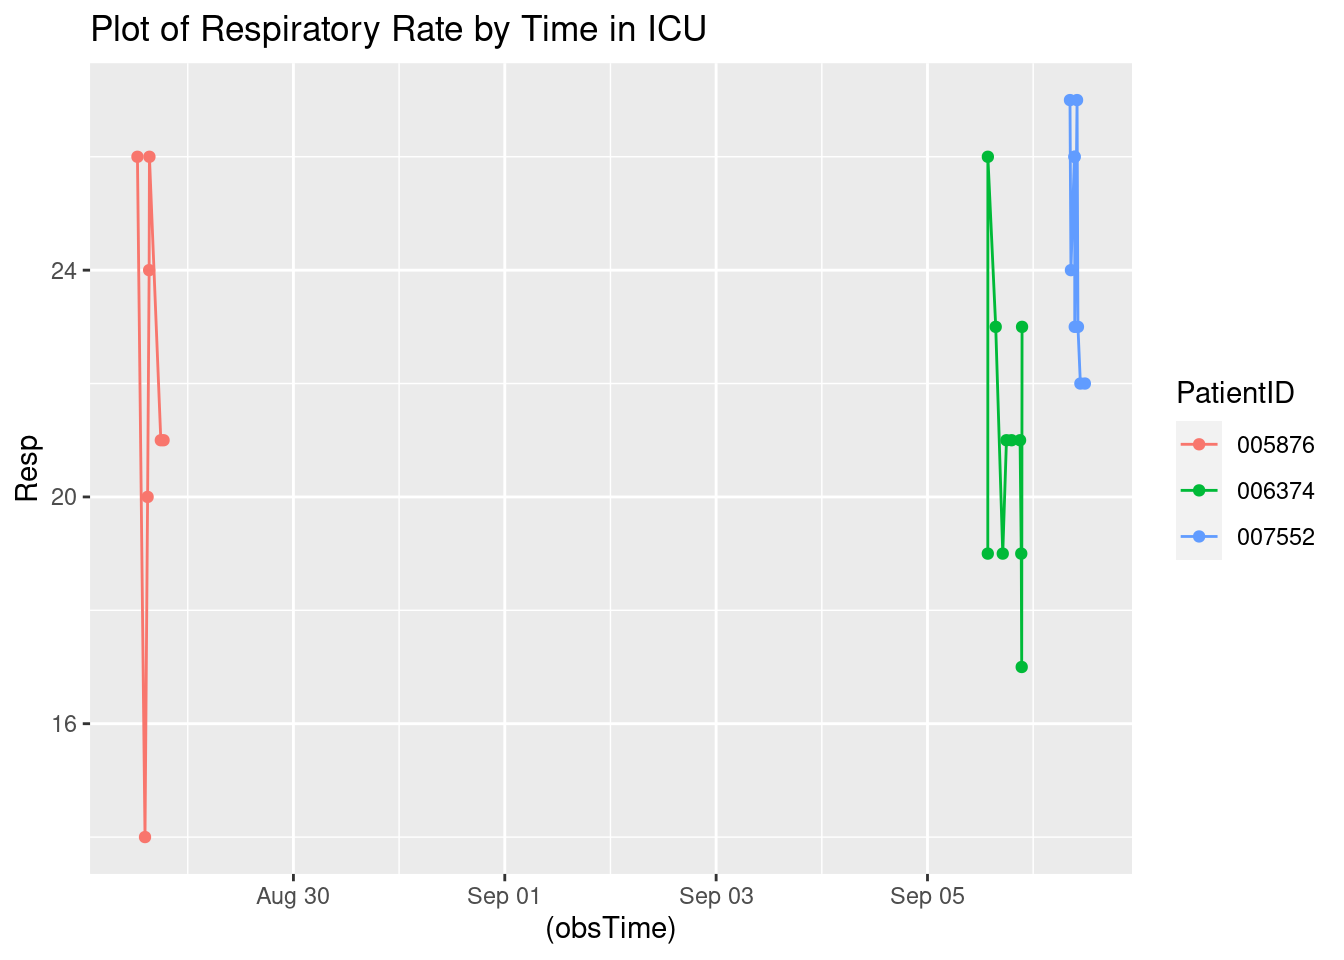 Plot of Respiratory Rate by Time in ICU
24
20
16
Resp
Aug 30
Sep 01
Sep 03
Sep 05
(obsTime)
PatientID
005876
006374
007552